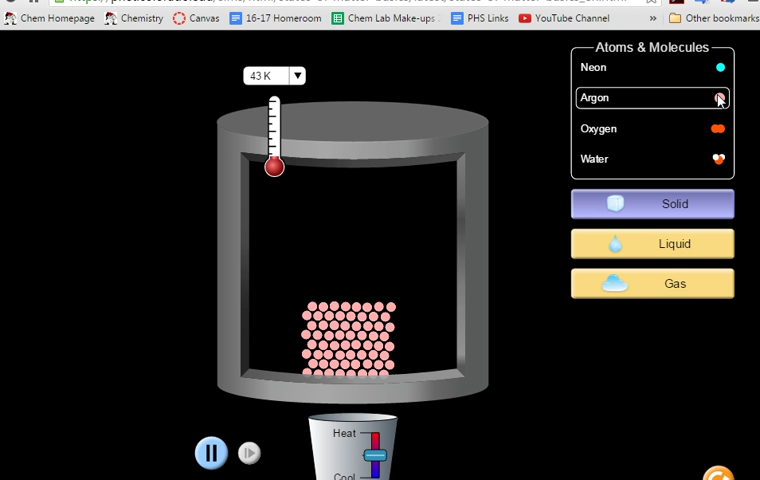 Chem Homepage Chemistry Canvas 16-17 Homeroom Chem Lab Make-ups PHS Links YouTube Channel » Other bookmarks
Atoms & Molecules
43 K
Neon
Argon
Oxygen
Water
Solid
Liquid
Gas
Heat
Cool